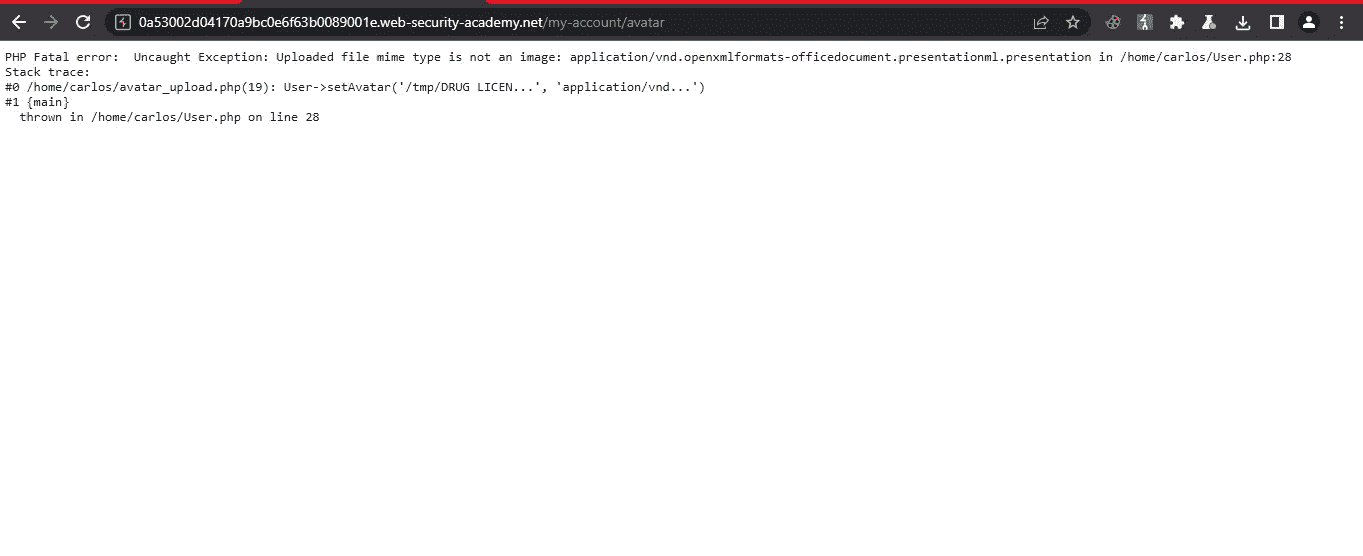 0a53002d04170a9bc0e6f63b0089001e.web-security-academy.net/my-account/avatar
PHP Fatal error:  Uncaught Exception: Uploaded file mime type is not an image: application/vnd.openxmlformats-officedocument.presentationml.presentation in /home/carlos/User.php:28
Stack trace:
#0 /home/carlos/avatar_upload.php(19): User->setAvatar('/tmp/DRUG LICEN...', 'application/vnd...')
#1 {main}
  thrown in /home/carlos/User.php on line 28